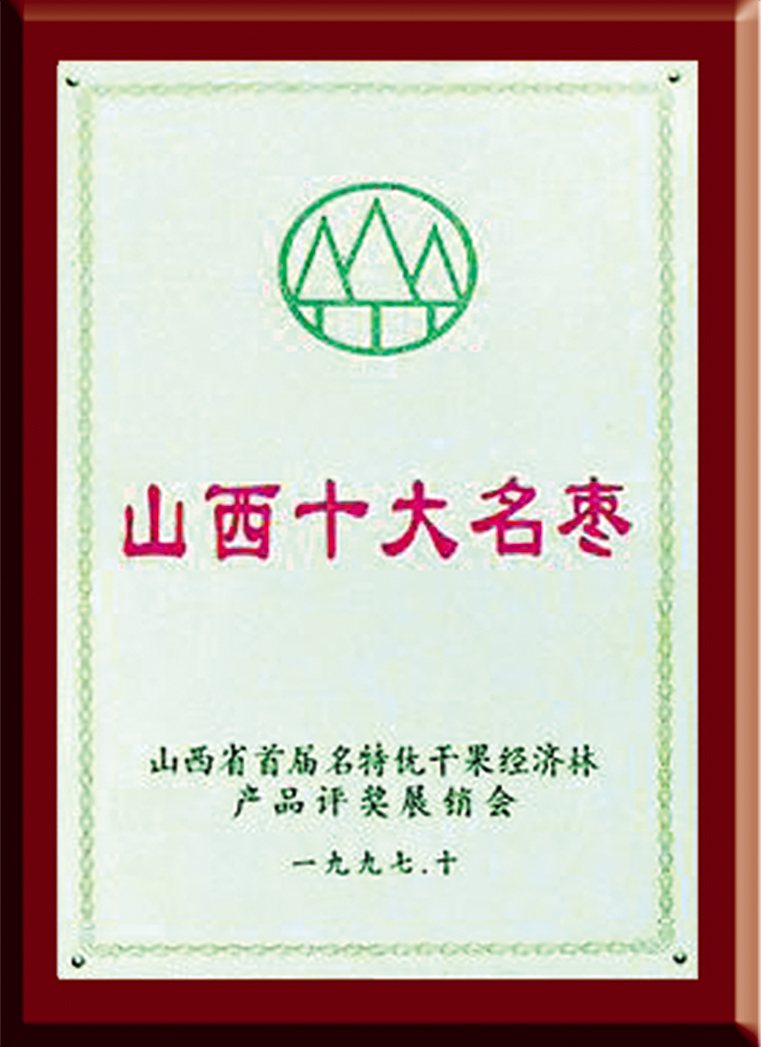 山西十大名枣
山西省首届名特优干果经济林
产品评奖展销会
一九九七.十